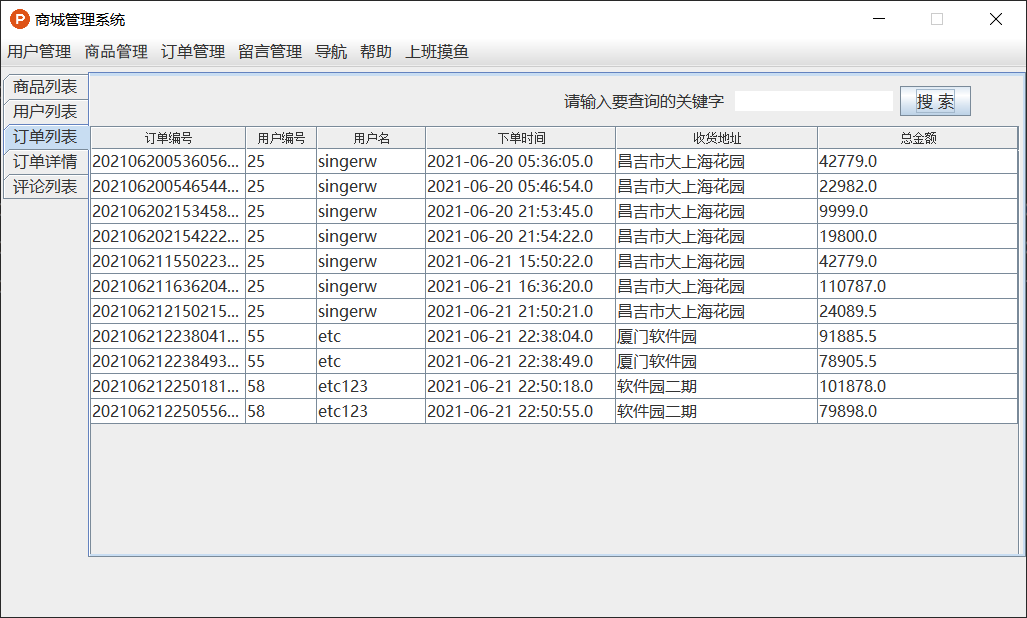 P 商城管理系统
用户管理 商品管理 订单管理 留言管理 导航 帮助 上班摸鱼
商品列表
用户列表
订单列表
订单详情
评论列表
请输入要查询的关键字 搜 索
订单编号 用户编号 用户名 下单时间 收货地址 总金额
202106200536056... 25 singerw 2021-06-20 05:36:05.0 昌吉市大上海花园 42779.0
202106200546544... 25 singerw 2021-06-20 05:46:54.0 昌吉市大上海花园 22982.0
202106202153458... 25 singerw 2021-06-20 21:53:45.0 昌吉市大上海花园 9999.0
202106202154222... 25 singerw 2021-06-20 21:54:22.0 昌吉市大上海花园 19800.0
202106211550223... 25 singerw 2021-06-21 15:50:22.0 昌吉市大上海花园 42779.0
202106211636204... 25 singerw 2021-06-21 16:36:20.0 昌吉市大上海花园 110787.0
202106212150215... 25 singerw 2021-06-21 21:50:21.0 昌吉市大上海花园 24089.5
202106212238041... 55 etc 2021-06-21 22:38:04.0 厦门软件园 91885.5
202106212238493... 55 etc 2021-06-21 22:38:49.0 厦门软件园 78905.5
202106212250181... 58 etc123 2021-06-21 22:50:18.0 软件园二期 101878.0
202106212250556... 58 etc123 2021-06-21 22:50:55.0 软件园二期 79898.0